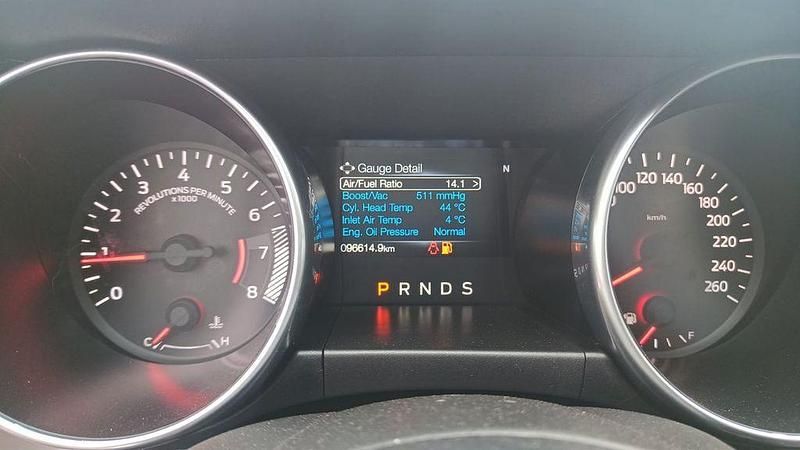 Gauge Detail
N
Air/Fuel Ratio 14.1 >
Boost/Vac 511 mmHg
Cyl. Head Temp 44 °C
Inlet Air Temp 4 °C
Eng. Oil Pressure Normal
096614.9km
P R N D S
0
1
2
3
4
5
6
7
8
REVOLUTIONS PER MINUTE
x1000
C H
120
140
160
180
200
220
240
260
km/h
F